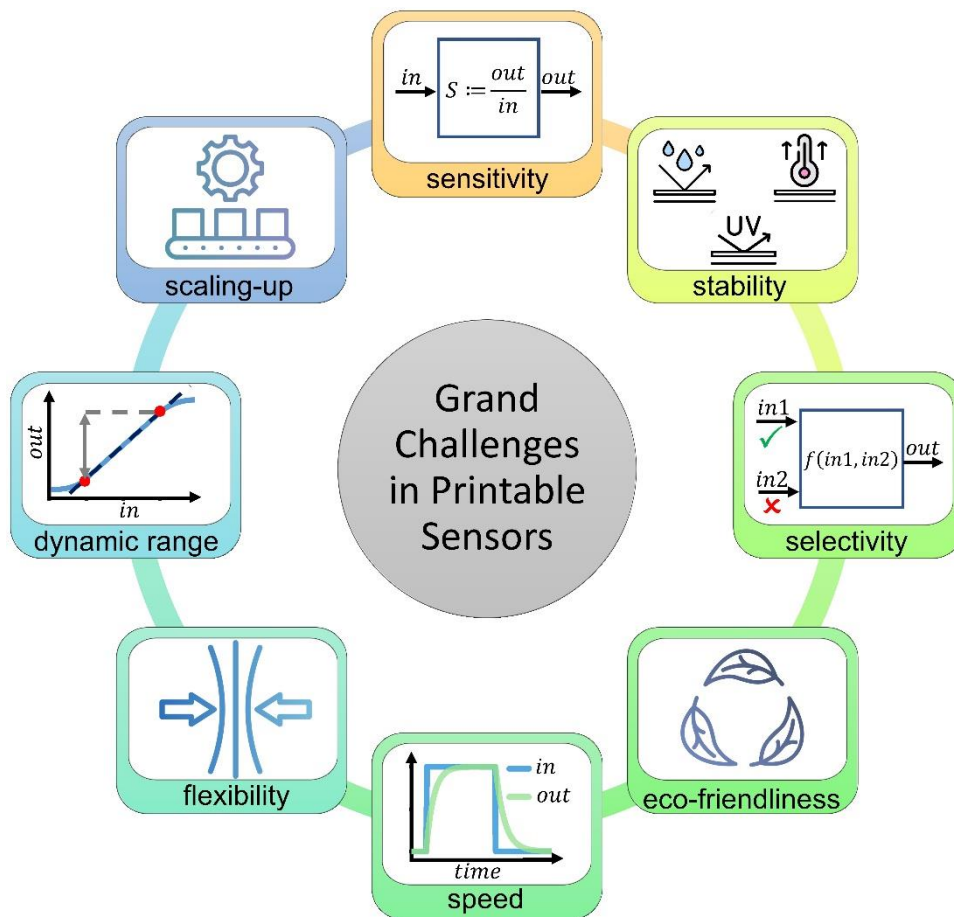 in
S := out/in
out
sensitivity
UV
stability
in1
in2
f(in1, in2)
out
selectivity
eco-friendliness
in
out
time
speed
flexibility
out
in
dynamic range
scaling-up
Grand
Challenges
in Printable
Sensors